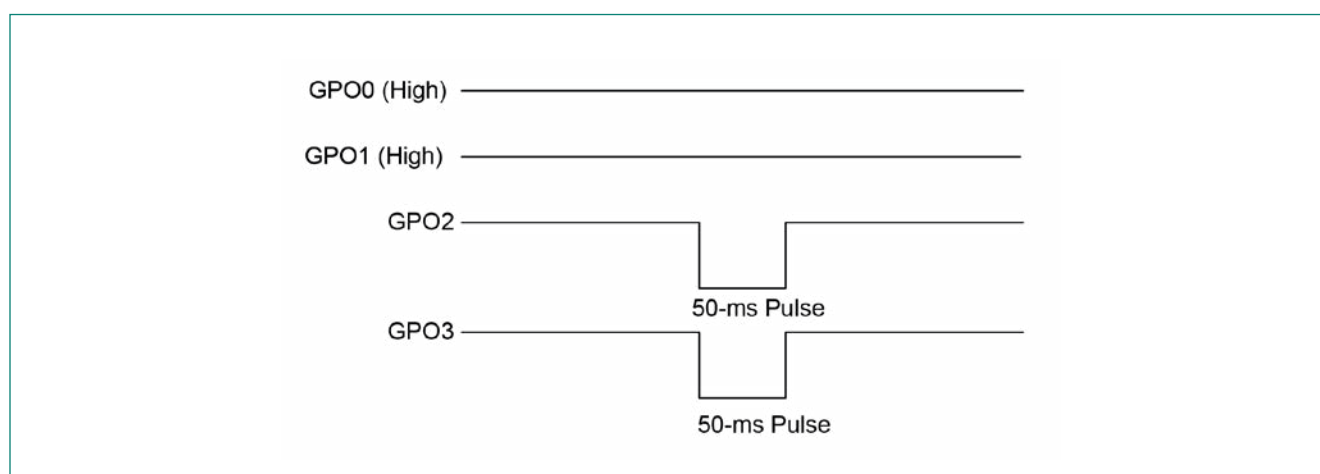 GPO0 (High)
GPO1 (High)
GPO2
50-ms Pulse
GPO3
50-ms Pulse